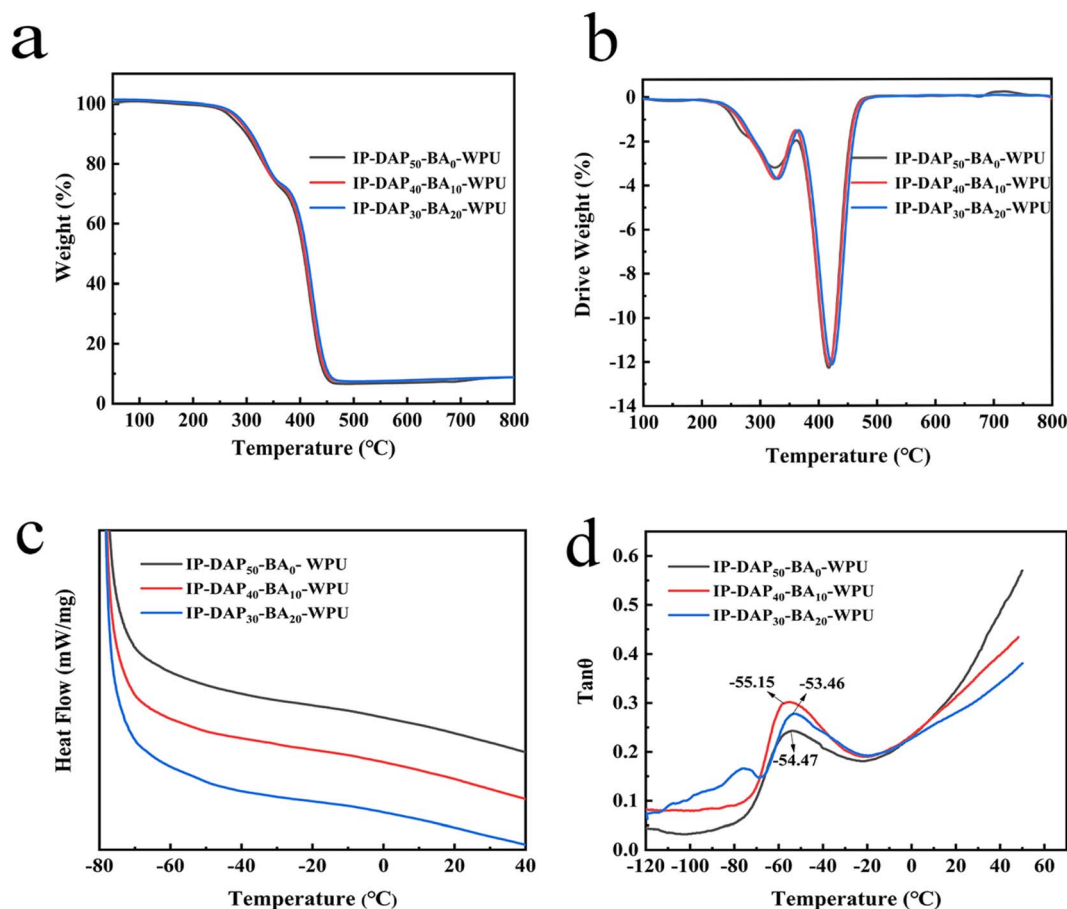 a
100
80
60
40
20
0
Weight (%)
IP-DAP50-BA0-WPU
IP-DAP40-BA10-WPU
IP-DAP30-BA20-WPU
100 200 300 400 500 600 700 800
Temperature (°C)
b
0
-2
-4
-6
-8
-10
-12
-14
Drive Weight (%)
IP-DAP50-BA0-WPU
IP-DAP40-BA10-WPU
IP-DAP30-BA20-WPU
100 200 300 400 500 600 700 800
Temperature (°C)
c
Heat Flow (mW/mg)
IP-DAP50-BA0- WPU
IP-DAP40-BA10-WPU
IP-DAP30-BA20-WPU
-80 -60 -40 -20 0 20 40
Temperature (°C)
d
0.6
0.5
0.4
0.3
0.2
0.1
0.0
Tanθ
IP-DAP50-BA0-WPU
IP-DAP40-BA10-WPU
IP-DAP30-BA20-WPU
-55.15
-53.46
-54.47
-120 -100 -80 -60 -40 -20 0 20 40 60
Temperature (°C)